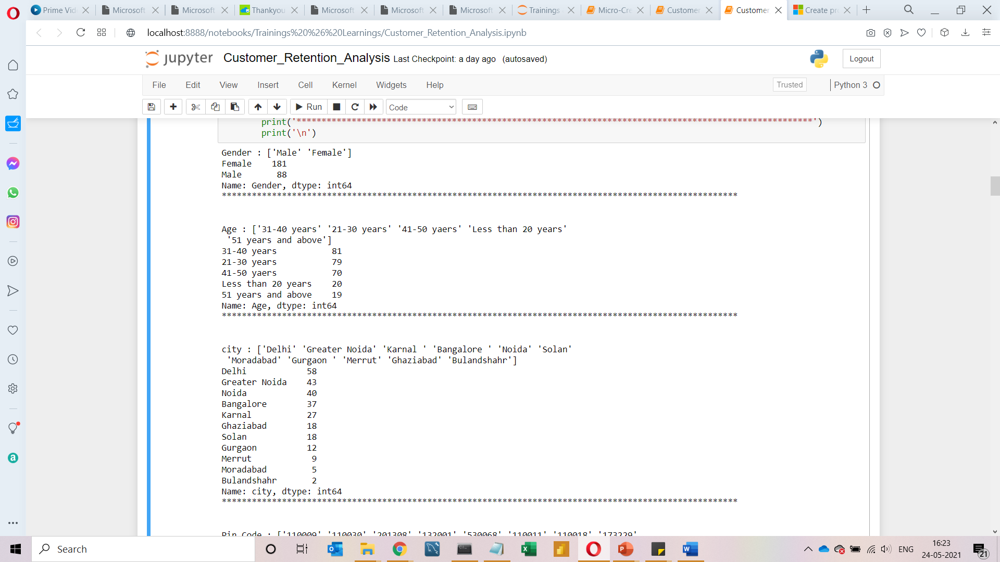 Prime Vid
Microsoft
Microsoft
Thankyou
Microsoft
Microsoft
Microsoft
Trainings
Micro-Cre
Customer
Customer
Create pr
localhost:8888/notebooks/Trainings%20%26%20Learnings/Customer_Retention_Analysis.ipynb
jupyter Customer_Retention_Analysis Last Checkpoint: a day ago (autosaved)
Logout
File Edit View Insert Cell Kernel Widgets Help
Trusted
Python 3
Run
Code
print('*******************************************************************************************************')
print('\n')
Gender : ['Male' 'Female']
Female    181
Male       88
Name: Gender, dtype: int64
*******************************************************************************************************
Age : ['31-40 years' '21-30 years' '41-50 yaers' 'Less than 20 years'
 '51 years and above']
31-40 years           81
21-30 years           79
41-50 yaers           70
Less than 20 years    20
51 years and above    19
Name: Age, dtype: int64
*******************************************************************************************************
city : ['Delhi' 'Greater Noida' 'Karnal ' 'Bangalore ' 'Noida' 'Solan'
 'Moradabad' 'Gurgaon ' 'Merrut' 'Ghaziabad' 'Bulandshahr']
Delhi            58
Greater Noida    43
Noida            40
Bangalore        37
Karnal           27
Ghaziabad        18
Solan            18
Gurgaon          12
Merrut            9
Moradabad         5
Bulandshahr       2
Name: city, dtype: int64
*******************************************************************************************************
Pin Code : ['110009' '110030' '201308' '132001' '530068' '110011' '110018' '173229'
Search
ENG
16:23
24-05-2021
21